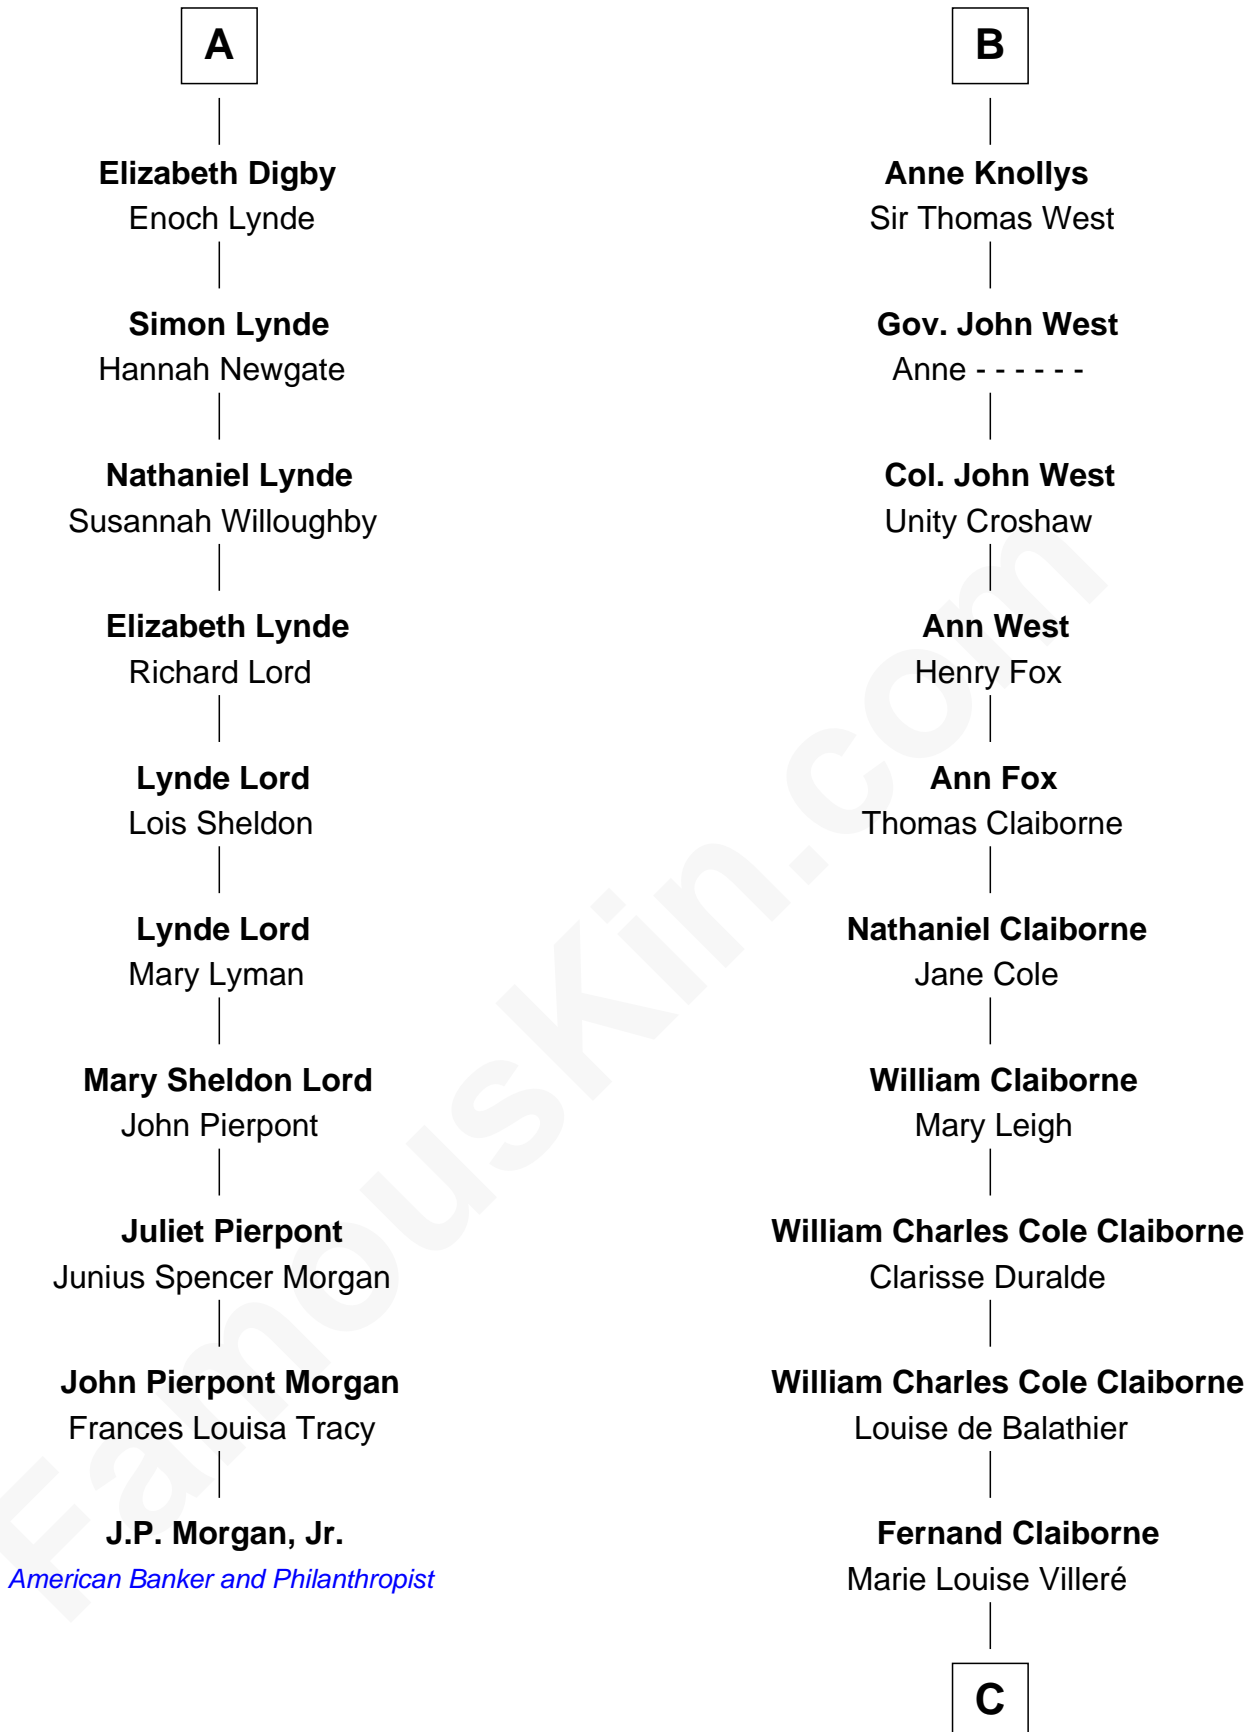 A
Elizabeth Digby
Enoch Lynde
Simon Lynde
Hannah Newgate
Nathaniel Lynde
Susannah Willoughby
Elizabeth Lynde
Richard Lord
Lynde Lord
Lois Sheldon
Lynde Lord
Mary Lyman
Mary Sheldon Lord
John Pierpont
Juliet Pierpont
Junius Spencer Morgan
John Pierpont Morgan
Frances Louisa Tracy
J.P. Morgan, Jr.
American Banker and Philanthropist
B
Anne Knollys
Sir Thomas West
Gov. John West
Anne - - - - - -
Col. John West
Unity Croshaw
Ann West
Henry Fox
Ann Fox
Thomas Claiborne
Nathaniel Claiborne
Jane Cole
William Claiborne
Mary Leigh
William Charles Cole Claiborne
Clarisse Duralde
William Charles Cole Claiborne
Louise de Balathier
Fernand Claiborne
Marie Louise Villeré
C
FamousKin.com